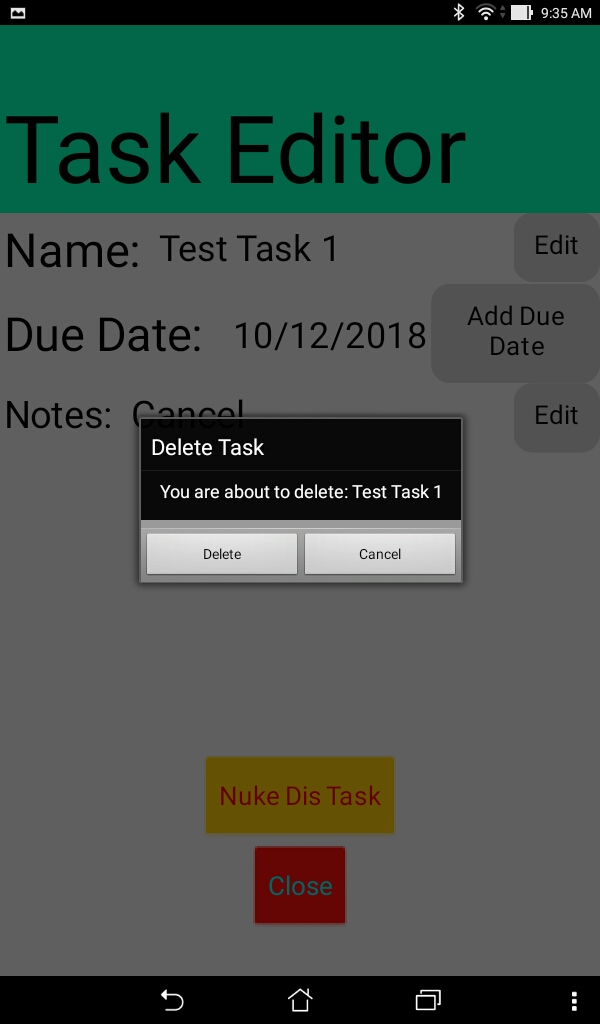 9:35 AM
Task Editor
Name: Test Task 1 Edit
Due Date: 10/12/2018 Add Due
Date
Notes: Cancel Edit
Delete Task
You are about to delete: Test Task 1
Delete Cancel
Nuke Dis Task
Close